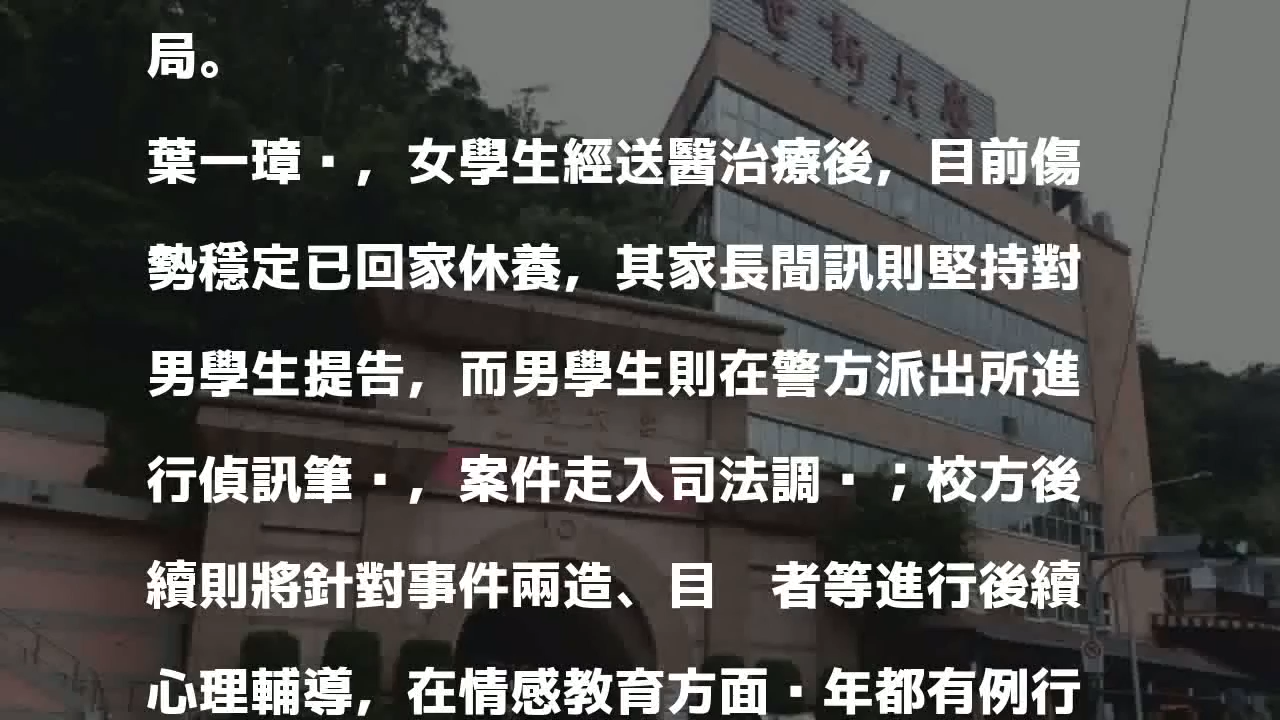 局。
葉一璋·，女學生經送醫治療後，目前傷
勢穩定已回家休養，其家長聞訊則堅持對
男學生提告，而男學生則在警方派出所進
行偵訊筆·，案件走入司法調·；校方後
續則將針對事件兩造、目　者等進行後續
心理輔導，在情感教育方面·年都有例行
世新大學